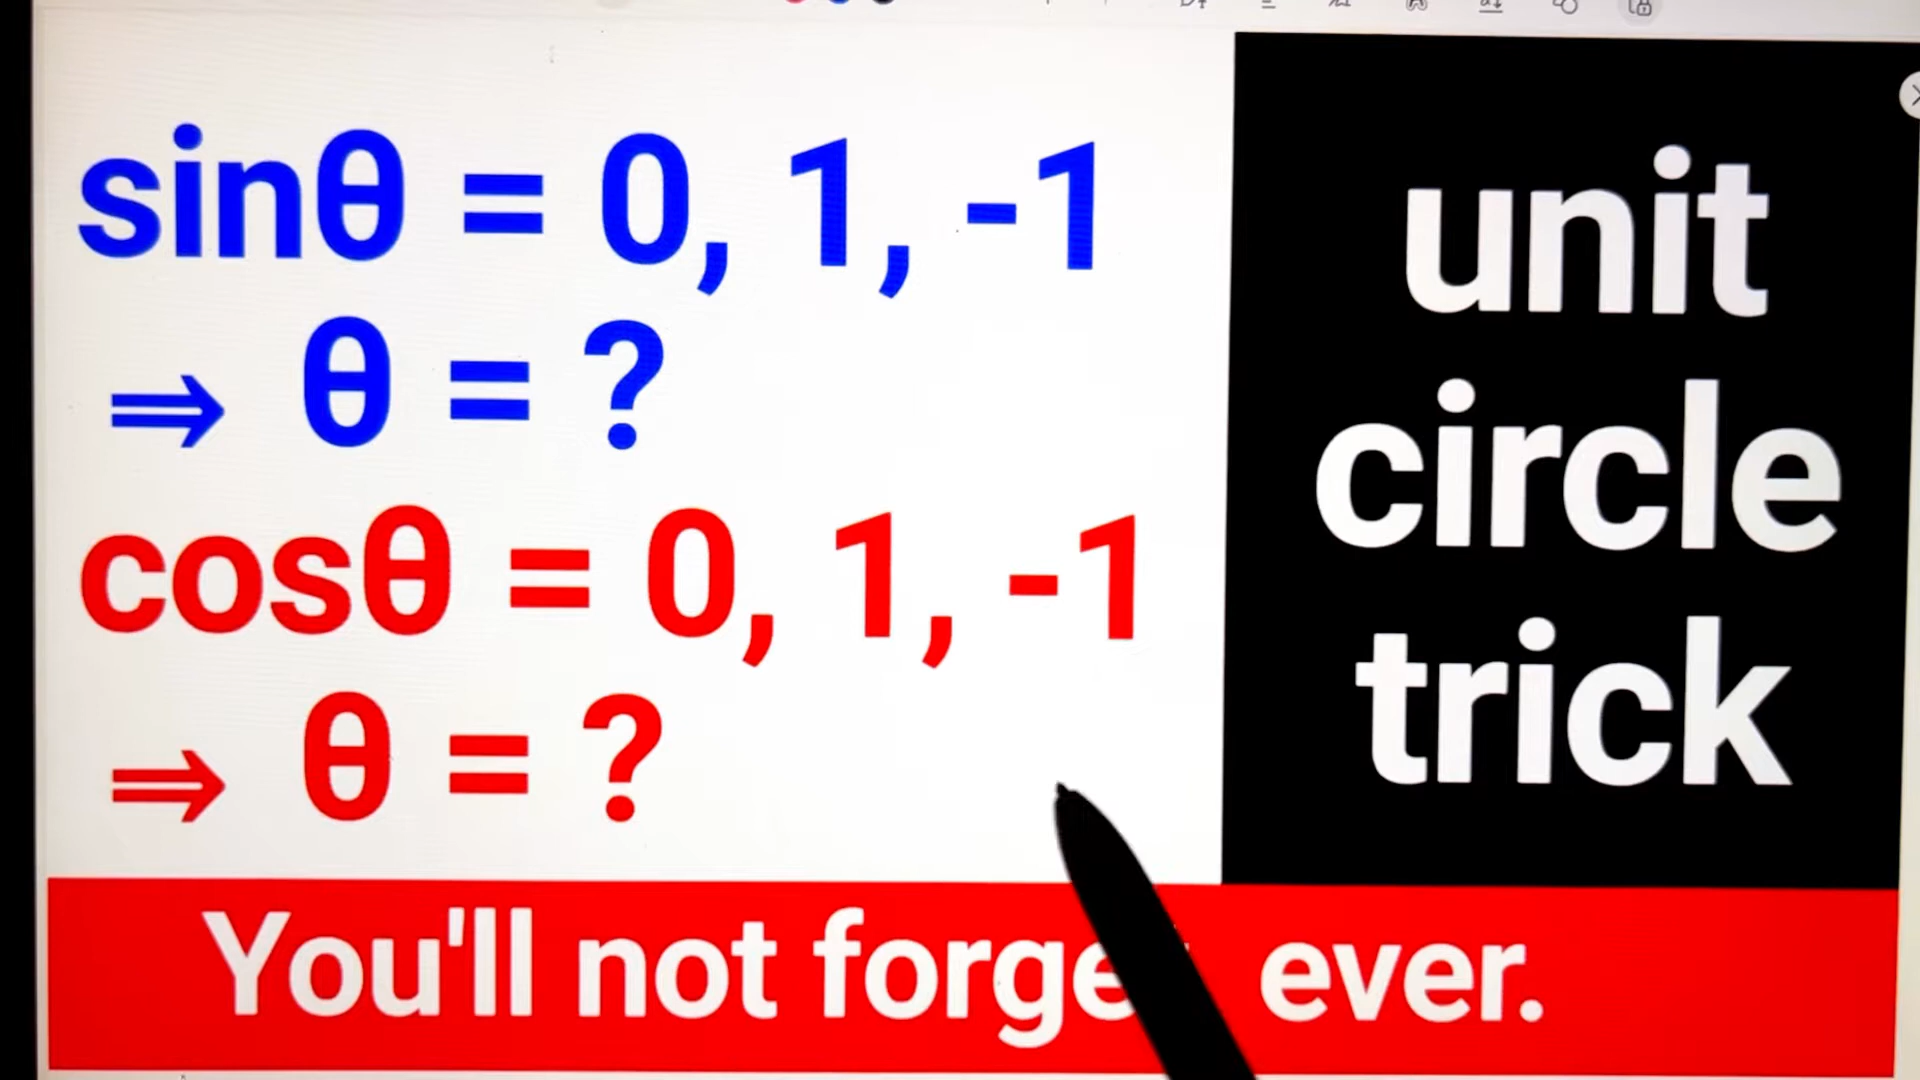 sinθ = 0, 1, -1
⇒ θ = ?
cosθ = 0, 1, -1
⇒ θ = ?
unit
circle
trick
You'll not ever.